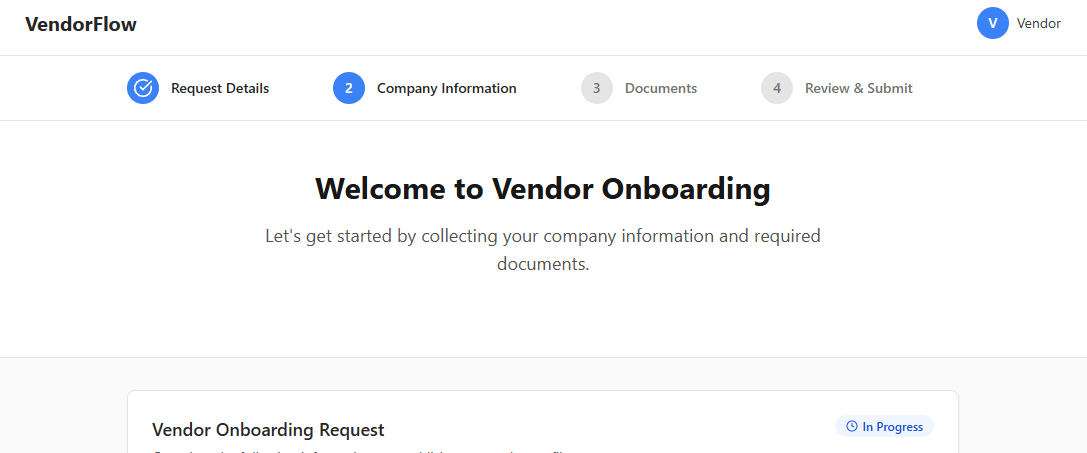 VendorFlow
V Vendor
Request Details
2 Company Information
3 Documents
4 Review & Submit
Welcome to Vendor Onboarding
Let's get started by collecting your company information and required
documents.
Vendor Onboarding Request
In Progress